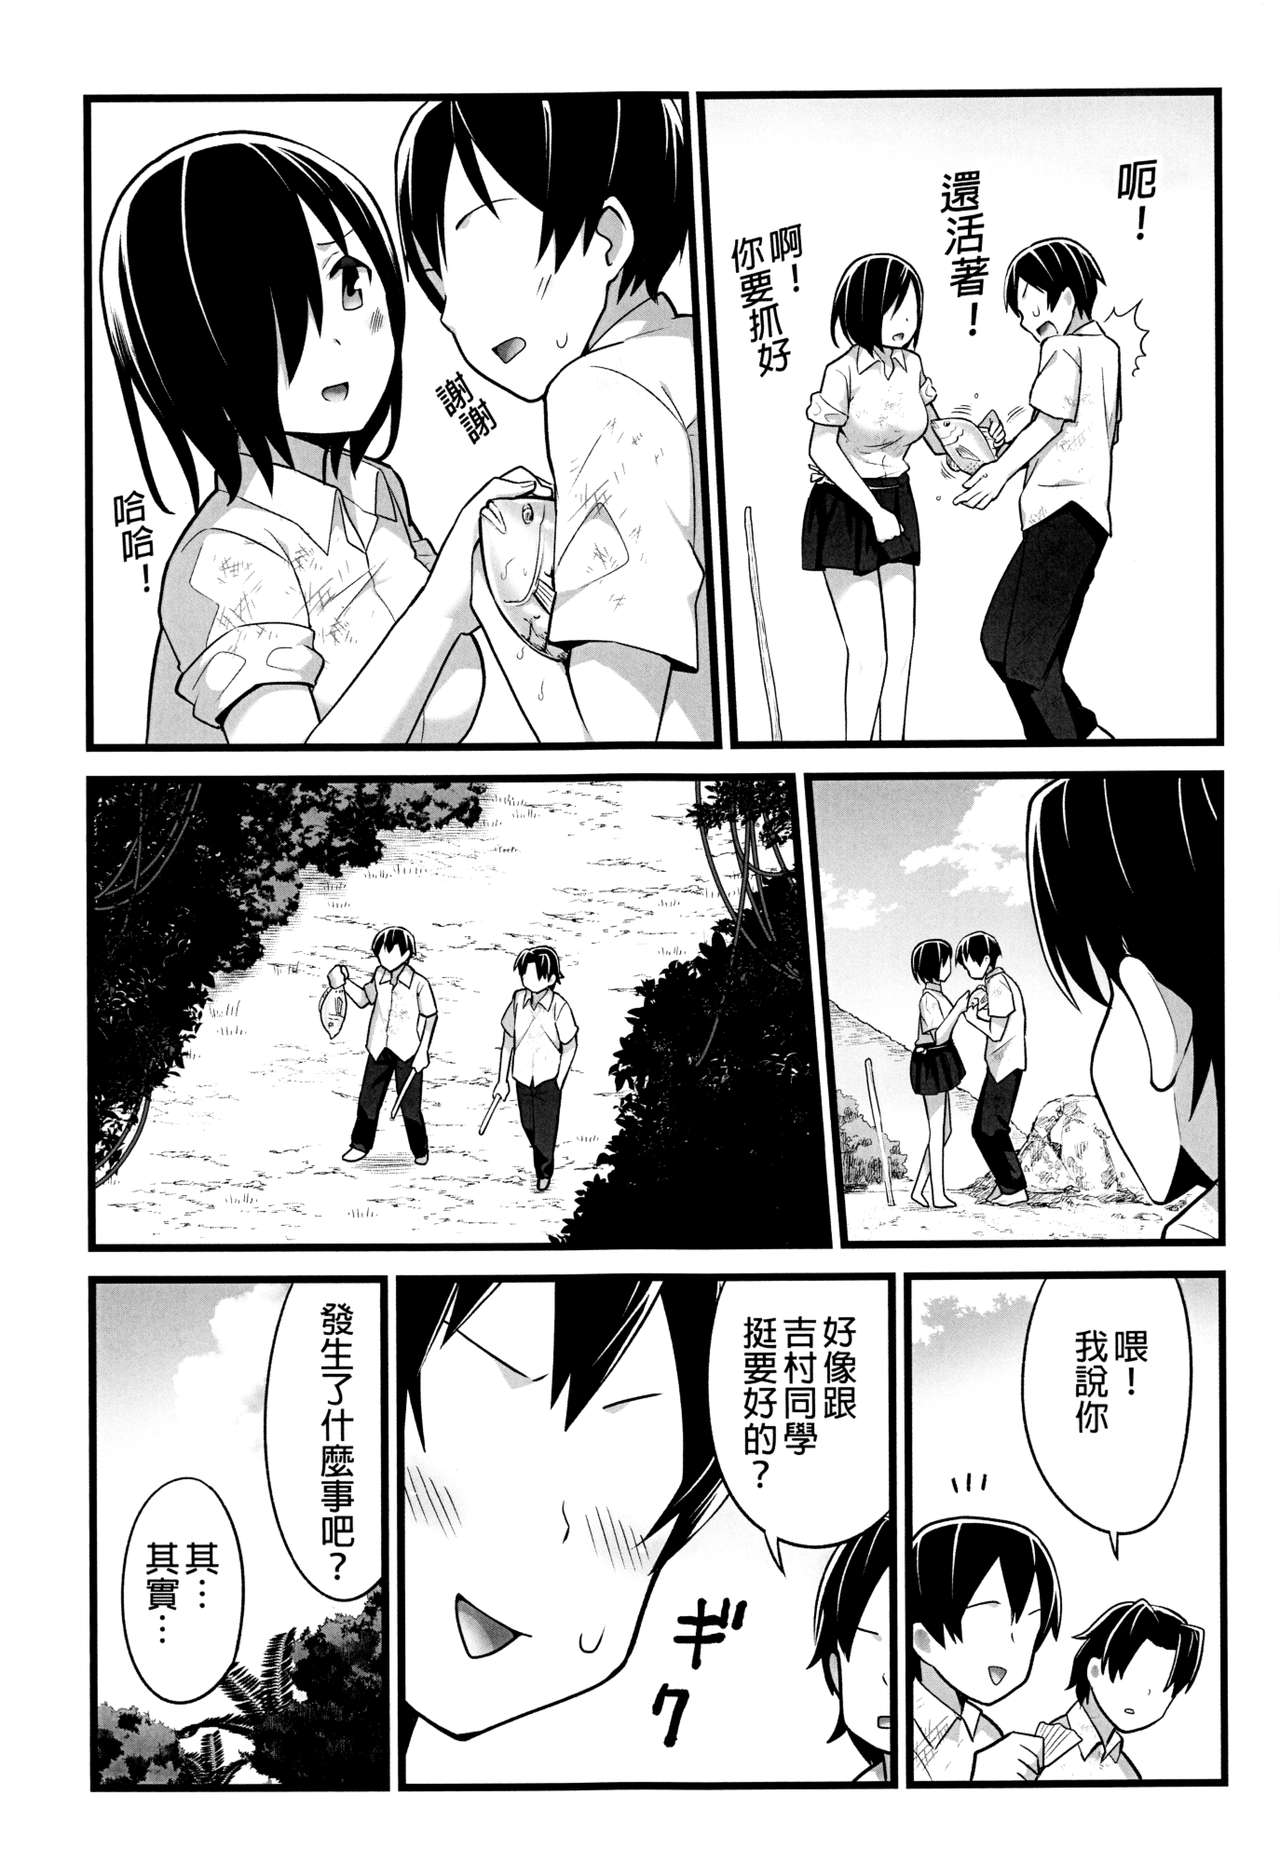 呃！
還活著！
啊！
你要抓好
謝謝
哈哈！
喂！
我說你
好像跟
吉村同學
挺要好的？
ギク
發生了什麼事吧？
其…
其實…